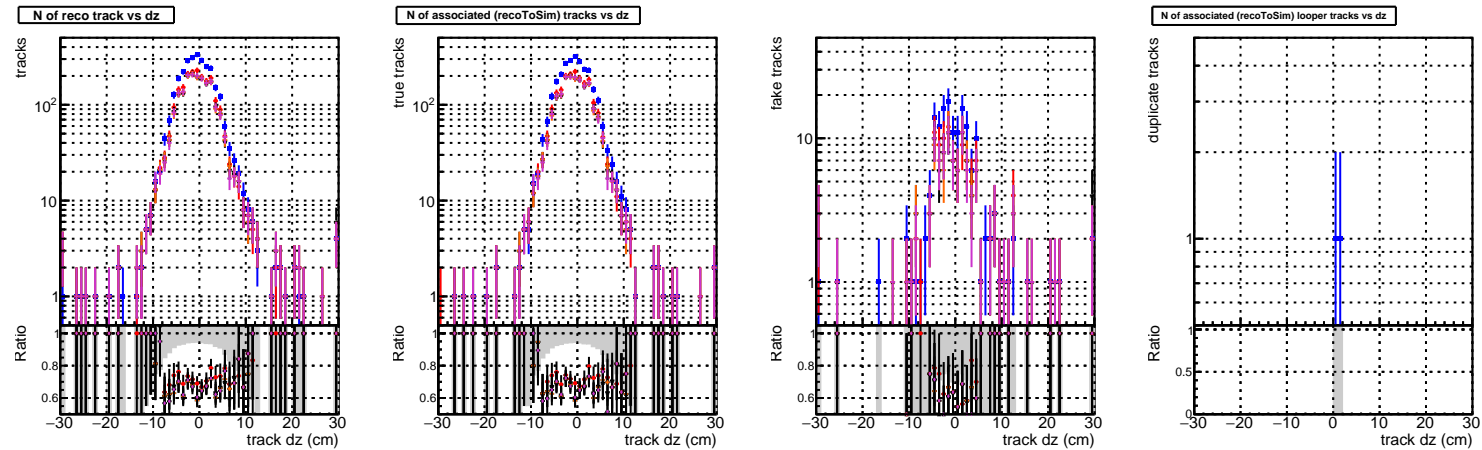 N of reco track vs dz
tracks
10²
10
1
Ratio
1
0.8
0.6
−30 −20 −10 0 10 20 30
track dz (cm)
N of associated (recoToSim) tracks vs dz
true tracks
10²
10
1
Ratio
1
0.8
0.6
−30 −20 −10 0 10 20 30
track dz (cm)
fake tracks
10
1
Ratio
1
0.8
0.6
−30 −20 −10 0 10 20 30
track dz (cm)
N of associated (recoToSim) looper tracks vs dz
duplicate tracks
1
Ratio
1
0.5
0
−30 −20 −10 0 10 20 30
track dz (cm)